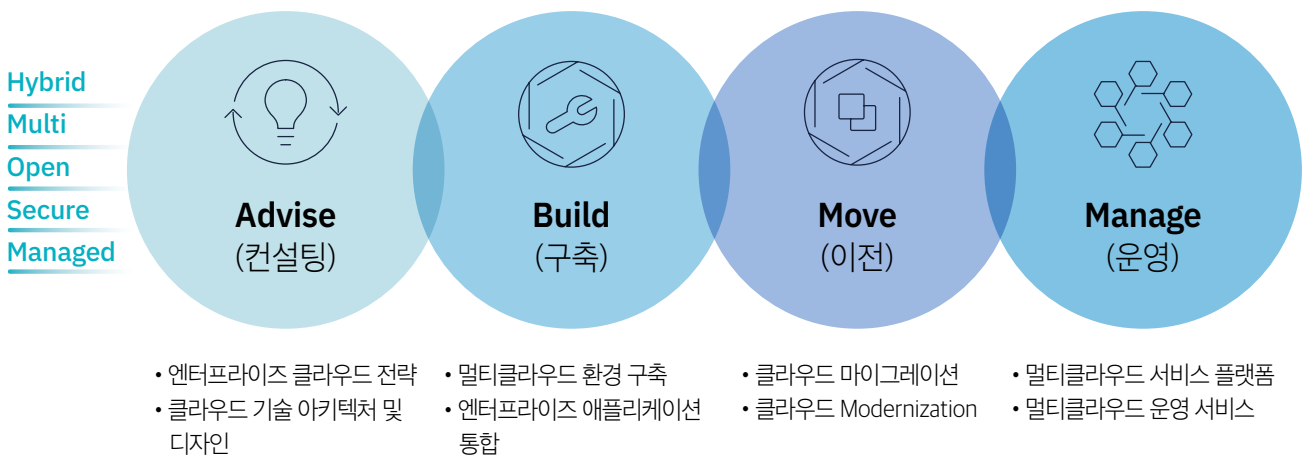 Hybrid
Multi
Open
Secure
Managed
Advise
(컨설팅)
Build
(구축)
Move
(이전)
Manage
(운영)
• 엔터프라이즈 클라우드 전략
• 클라우드 기술 아키텍처 및
디자인
• 멀티클라우드 환경 구축
• 엔터프라이즈 애플리케이션
통합
• 클라우드 마이그레이션
• 클라우드 Modernization
• 멀티클라우드 서비스 플랫폼
• 멀티클라우드 운영 서비스